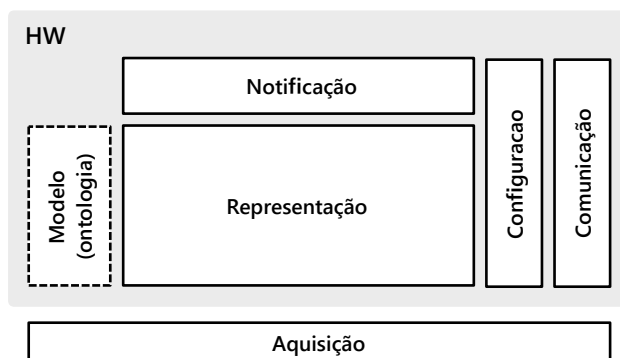 HW
Notificação
Modelo
(ontologia)
Representação
Configuracao
Comunicação
Aquisição